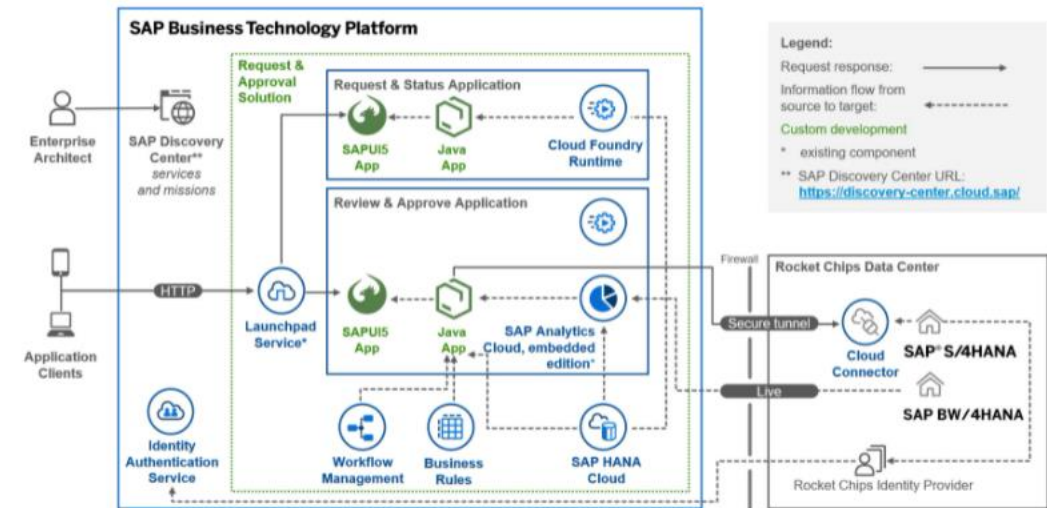 SAP Business Technology Platform
Enterprise
Architect
SAP Discovery
Center**
services
and missions
Request &
Approval
Solution
Request & Status Application
SAPUI5
App
Java
App
Cloud Foundry
Runtime
Review & Approve Application
Application
Clients
HTTP
Launchpad
Service*
SAPUI5
App
Java
App
SAP Analytics
Cloud, embedded
edition*
Identity
Authentication
Service
Workflow
Management
Business
Rules
SAP HANA
Cloud
Legend:
Request response:
Information flow from
source to target:
Custom development
* existing component
** SAP Discovery Center URL:
https://discovery-center.cloud.sap/
Firewall
Rocket Chips Data Center
Secure tunnel
Cloud
Connector
SAP® S/4HANA
Live
SAP BW/4HANA
Rocket Chips Identity Provider